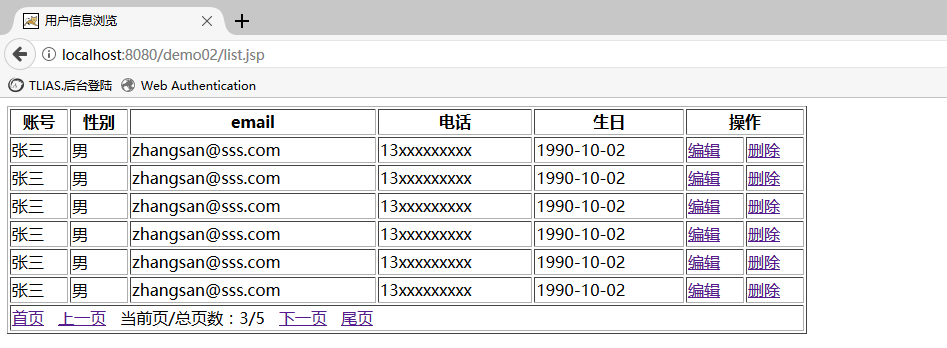 用户信息浏览
localhost:8080/demo02/list.jsp
TLIAS.后台登陆 Web Authentication
账号 性别 email 电话 生日 操作
张三 男 zhangsan@sss.com 13xxxxxxxxx 1990-10-02 编辑 删除
张三 男 zhangsan@sss.com 13xxxxxxxxx 1990-10-02 编辑 删除
张三 男 zhangsan@sss.com 13xxxxxxxxx 1990-10-02 编辑 删除
张三 男 zhangsan@sss.com 13xxxxxxxxx 1990-10-02 编辑 删除
张三 男 zhangsan@sss.com 13xxxxxxxxx 1990-10-02 编辑 删除
张三 男 zhangsan@sss.com 13xxxxxxxxx 1990-10-02 编辑 删除
首页 上一页 当前页/总页数：3/5 下一页 尾页